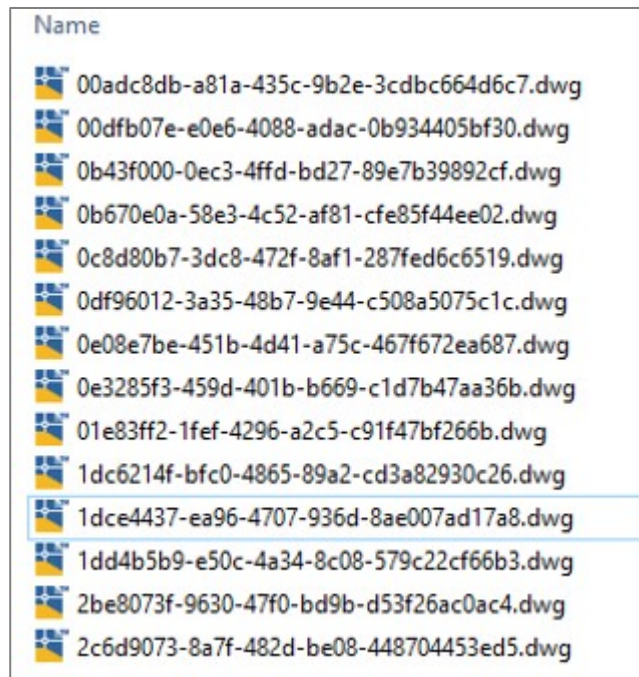 Name
00adc8db-a81a-435c-9b2e-3cdbc664d6c7.dwg
00dfb07e-e0e6-4088-adac-0b934405bf30.dwg
0b43f000-0ec3-4ffd-bd27-89e7b39892cf.dwg
0b670e0a-58e3-4c52-af81-cfe85f44ee02.dwg
0c8d80b7-3dc8-472f-8af1-287fed6c6519.dwg
0df96012-3a35-48b7-9e44-c508a5075c1c.dwg
0e08e7be-451b-4d41-a75c-467f672ea687.dwg
0e3285f3-459d-401b-b669-c1d7b47aa36b.dwg
01e83ff2-1fef-4296-a2c5-c91f47bf266b.dwg
1dc6214f-bfc0-4865-89a2-cd3a82930c26.dwg
1dce4437-ea96-4707-936d-8ae007ad17a8.dwg
1dd4b5b9-e50c-4a34-8c08-579c22cf66b3.dwg
2be8073f-9630-47f0-bd9b-d53f26ac0ac4.dwg
2c6d9073-8a7f-482d-be08-448704453ed5.dwg